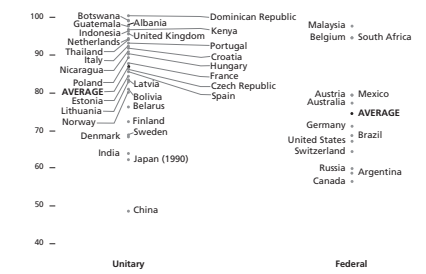 100
90
80
70
60
50
40
Botswana
Guatemala
Albania
Indonesia
United Kingdom
Netherlands
Thailand
Italy
Nicaragua
Poland
AVERAGE
Estonia
Lithuania
Norway
Dominican Republic
Kenya
Portugal
Croatia
Hungary
France
Czech Republic
Spain
Latvia
Bolivia
Belarus
Finland
Denmark
Sweden
India
Japan (1990)
China
Malaysia
Belgium
South Africa
Austria
Mexico
Australia
AVERAGE
Germany
Brazil
United States
Switzerland
Russia
Argentina
Canada
Unitary
Federal